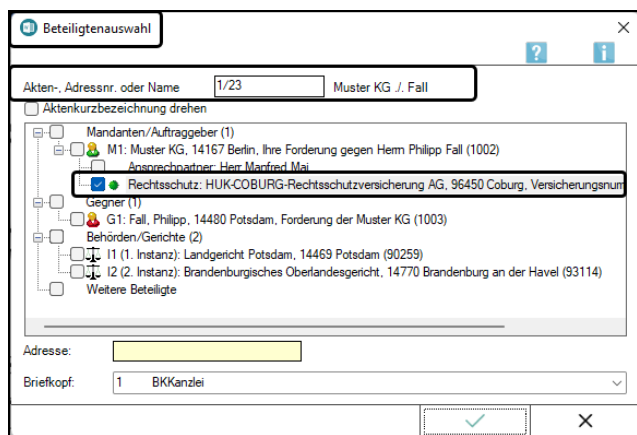 Beteiligtenauswahl
Akten-, Adressnr. oder Name 1/23 Muster KG ./. Fall
Aktenkurzbezeichnung drehen
Mandanten/Auftraggeber (1)
M1: Muster KG, 14167 Berlin, Ihre Forderung gegen Herrn Philipp Fall (1002)
Ansprechpartner: Herr Manfred Mai
Rechtsschutz: HUK-COBURG-Rechtsschutzversicherung AG, 96450 Coburg, Versicherungsnum
Gegner (1)
G1: Fall, Philipp, 14480 Potsdam, Forderung der Muster KG (1003)
Behörden/Gerichte (2)
I1 (1. Instanz): Landgericht Potsdam, 14469 Potsdam (90259)
I2 (2. Instanz): Brandenburgisches Oberlandesgericht, 14770 Brandenburg an der Havel (93114)
Weitere Beteiligte
Adresse:
Briefkopf: 1 BKKanzlei